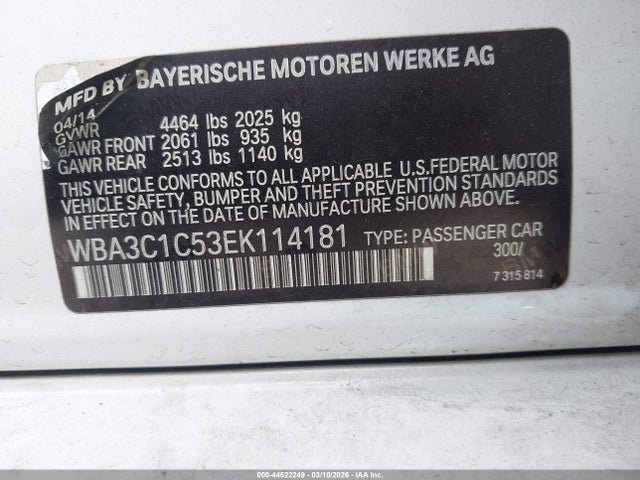 MFD BY BAYERISCHE MOTOREN WERKE AG
04/14
GVWR 4464 lbs 2025 kg
GAWR FRONT 2061 lbs 935 kg
GAWR REAR 2513 lbs 1140 kg
THIS VEHICLE CONFORMS TO ALL APPLICABLE U.S.FEDERAL MOTOR
VEHICLE SAFETY, BUMPER AND THEFT PREVENTION STANDARDS
IN EFFECT ON THE DATE OF MANUFACTURE SHOWN ABOVE.
WBA3C1C53EK114181 TYPE: PASSENGER CAR
300/
7 315 814
000-44522249 - 03/10/2026 - IAA Inc.